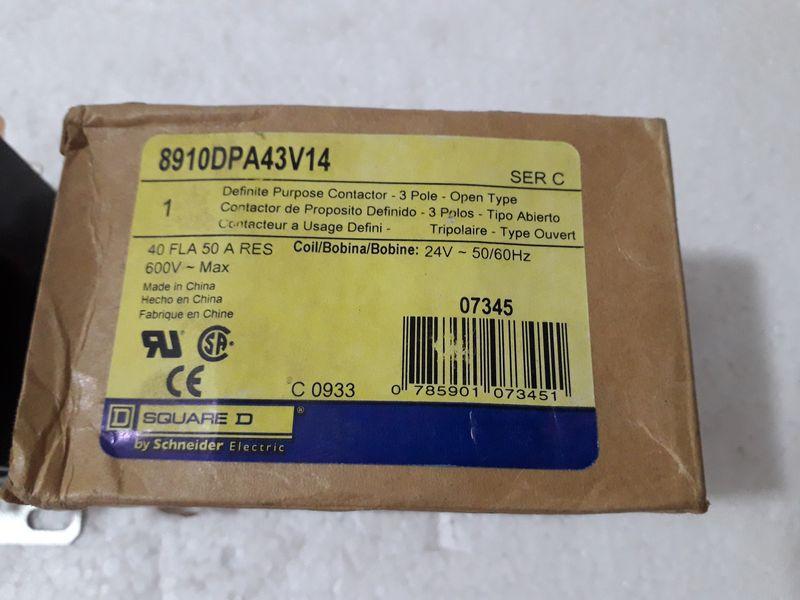 8910DPA43V14
SER C
1
Definite Purpose Contactor - 3 Pole - Open Type
Contactor de Proposito Definido - 3 Polos - Tipo Abierto
Contacteur a Usage Defini - Tripolaire - Type Ouvert
40 FLA 50 A RES
600V ~ Max
Coil/Bobina/Bobine: 24V ~ 50/60Hz
Made in China
Hecho en China
Fabrique en Chine
07345
C 0933
0 785901 073451
D SQUARE D ®
by Schneider Electric